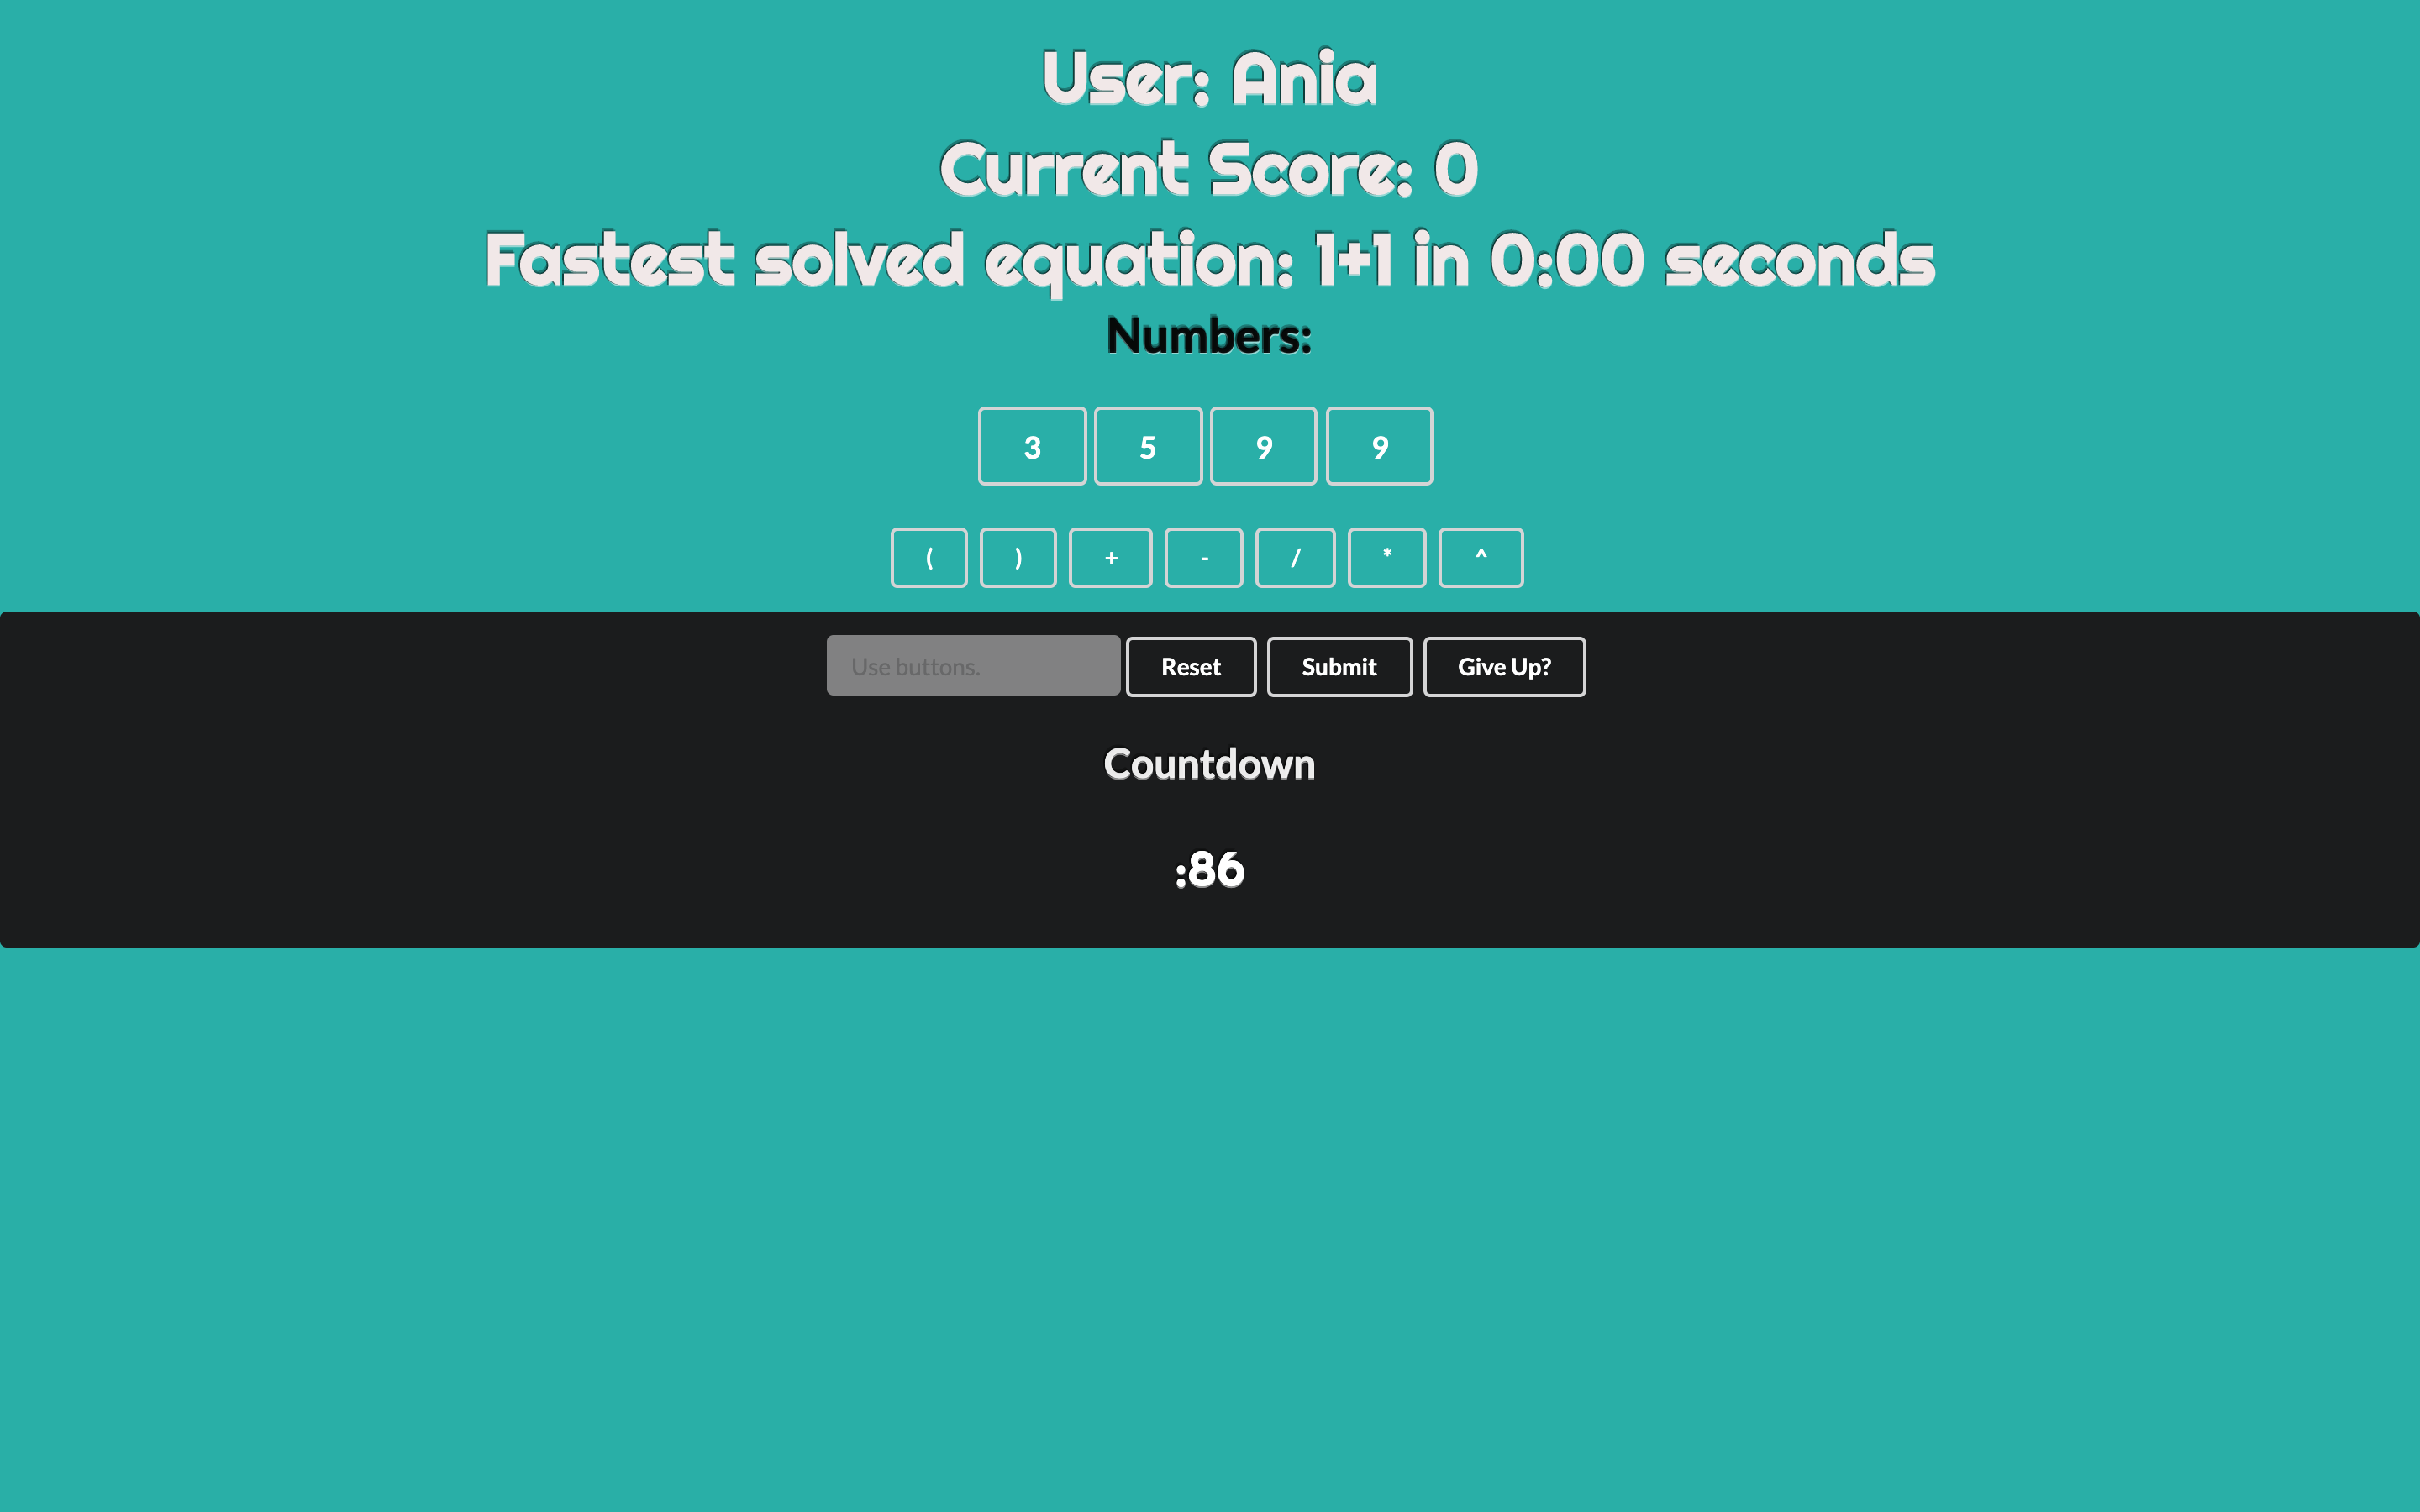 User: Ania
Current Score: 0
Fastest solved equation: 1+1 in 0:00 seconds
Numbers:
3 5 9 9
( ) + - / * ^
Use buttons. Reset Submit Give Up?
Countdown
:86